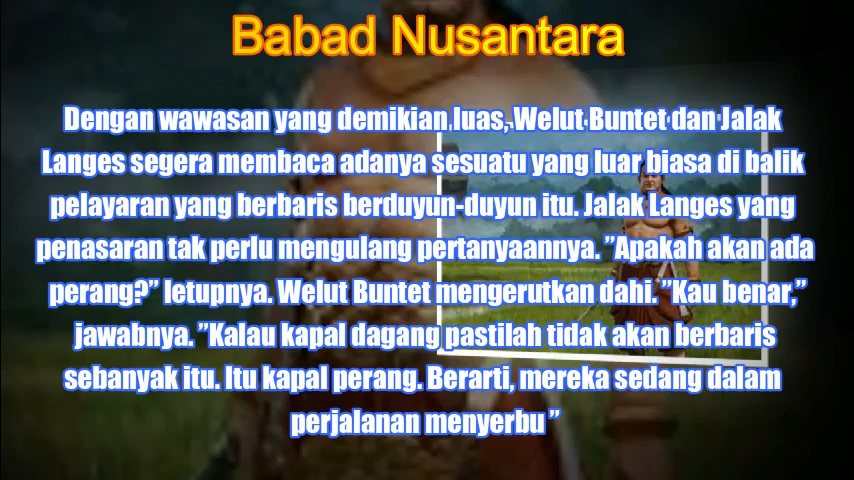 Babad Nusantara
Dengan wawasan yang demikian luas, Welut Buntet dan Jalak
Langes segera membaca adanya sesuatu yang luar biasa di balik
pelayaran yang berbaris berduyun-duyun itu. Jalak Langes yang
penasaran tak perlu mengulang pertanyaannya. ”Apakah akan ada
perang?” letupnya. Welut Buntet mengerutkan dahi. ”Kau benar,”
jawabnya. ”Kalau kapal dagang pastilah tidak akan berbaris
sebanyak itu. Itu kapal perang. Berarti, mereka sedang dalam
perjalanan menyerbu ”